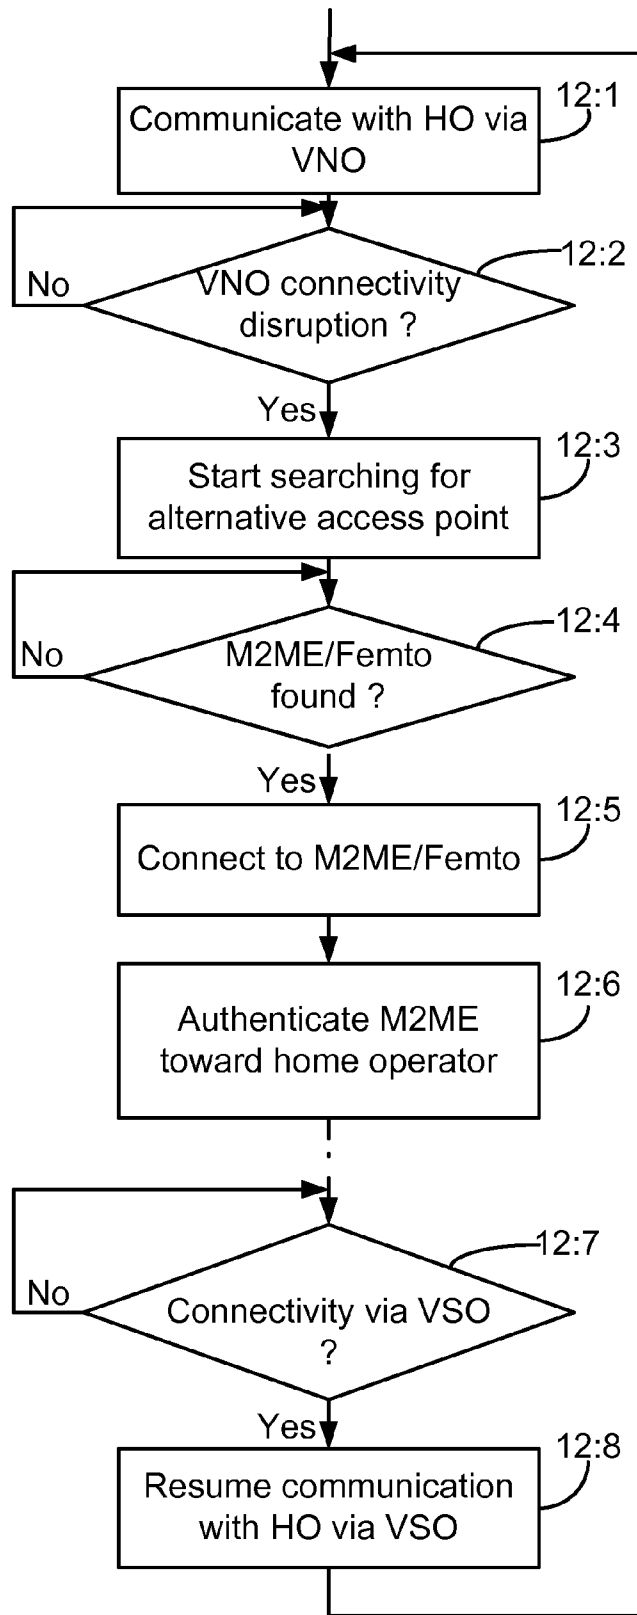 12:1
Communicate with HO via
VNO
12:2
No
VNO connectivity
disruption ?
Yes
12:3
Start searching for
alternative access point
12:4
No
M2ME/Femto
found ?
Yes
12:5
Connect to M2ME/Femto
12:6
Authenticate M2ME
toward home operator
12:7
No
Connectivity via VSO
?
Yes
12:8
Resume communication
with HO via VSO